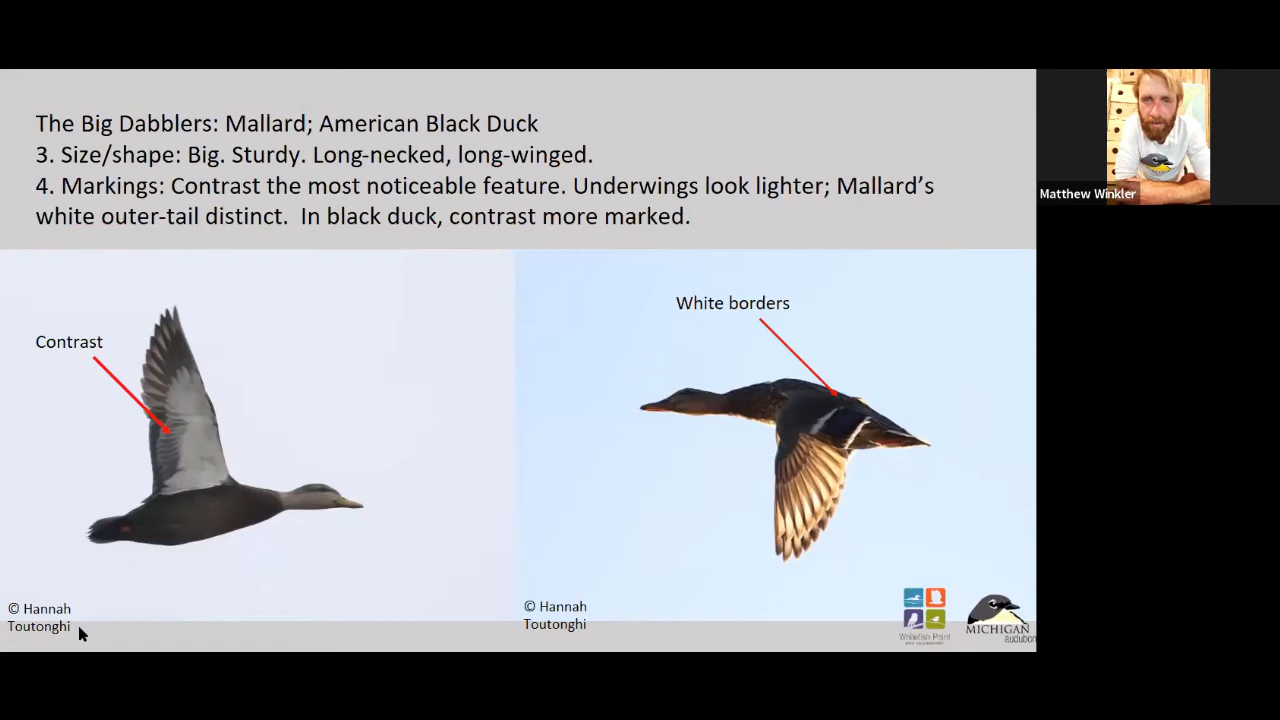 The Big Dabblers: Mallard; American Black Duck
3. Size/shape: Big. Sturdy. Long-necked, long-winged.
4. Markings: Contrast the most noticeable feature. Underwings look lighter; Mallard’s
white outer-tail distinct. In black duck, contrast more marked.
Matthew Winkler
White borders
Contrast
© Hannah
Toutonghi
© Hannah
Toutonghi
Whitefish Point
MICHIGAN
audubon